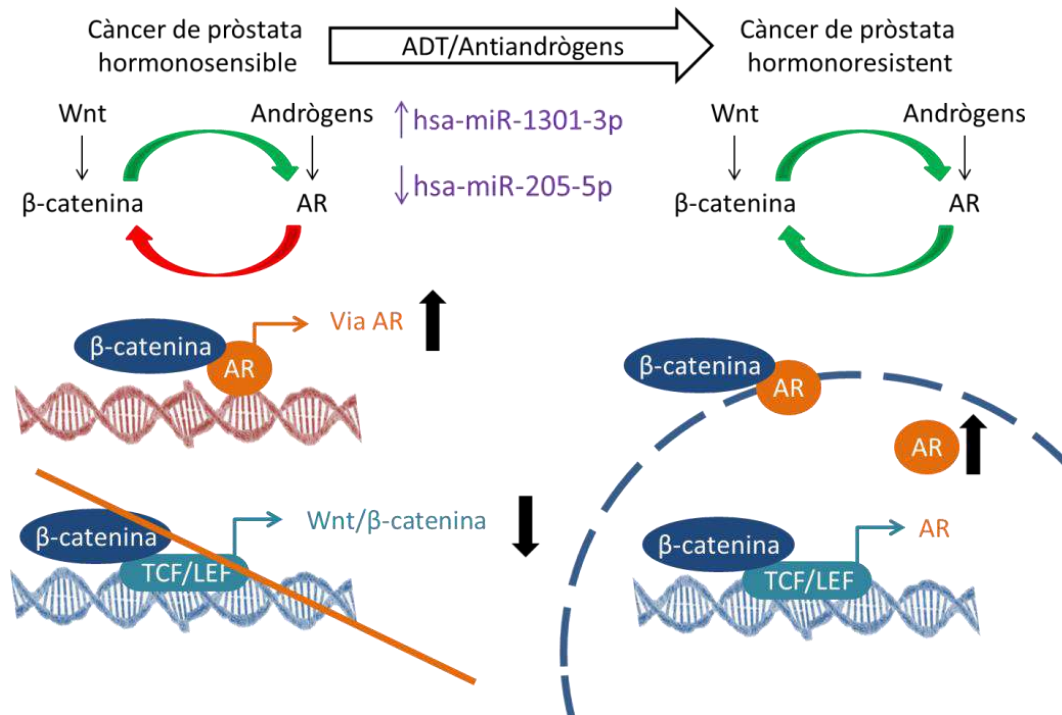 Càncer de pròstata
hormonosensible
ADT/Antiandrògens
Càncer de pròstata
hormonoresistent
Wnt
Andrògens
β-catenina
AR
↑hsa-miR-1301-3p
↓hsa-miR-205-5p
Wnt
Andrògens
β-catenina
AR
β-catenina
AR
Via AR
β-catenina
TCF/LEF
Wnt/β-catenina
β-catenina
AR
AR
β-catenina
TCF/LEF
AR